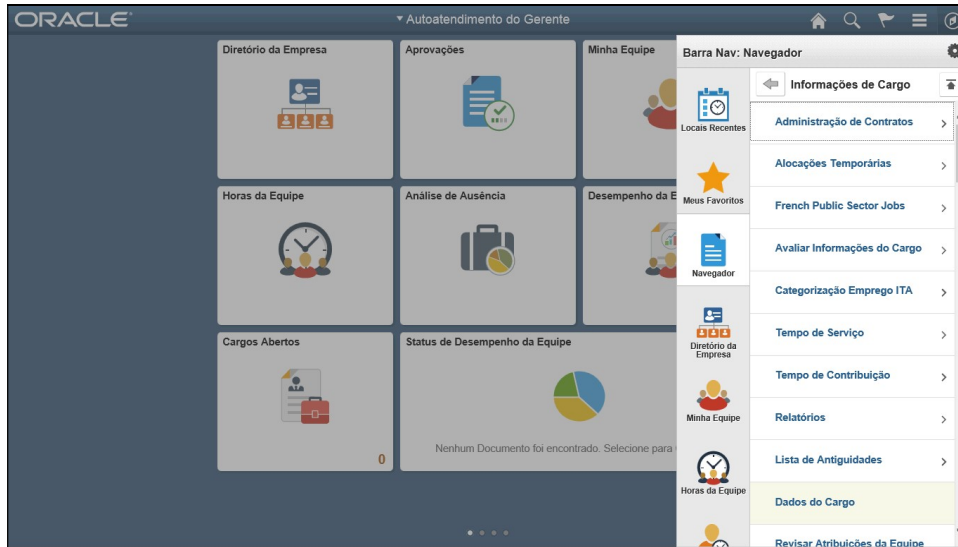 ORACLE
Autoatendimento do Gerente
Diretório da Empresa
Aprovações
Minha Equipe
Horas da Equipe
Análise de Ausência
Desempenho da E
Cargos Abertos
0
Status de Desempenho da Equipe
Nenhum Documento foi encontrado. Selecione para
Barra Nav: Navegador
Locais Recentes
Meus Favoritos
Navegador
Diretório da
Empresa
Minha Equipe
Horas da Equipe
Informações de Cargo
Administração de Contratos
Alocações Temporárias
French Public Sector Jobs
Avaliar Informações do Cargo
Categorização Emprego ITA
Tempo de Serviço
Tempo de Contribuição
Relatórios
Lista de Antiguidades
Dados do Cargo
Revisar Atribuições da Equipe